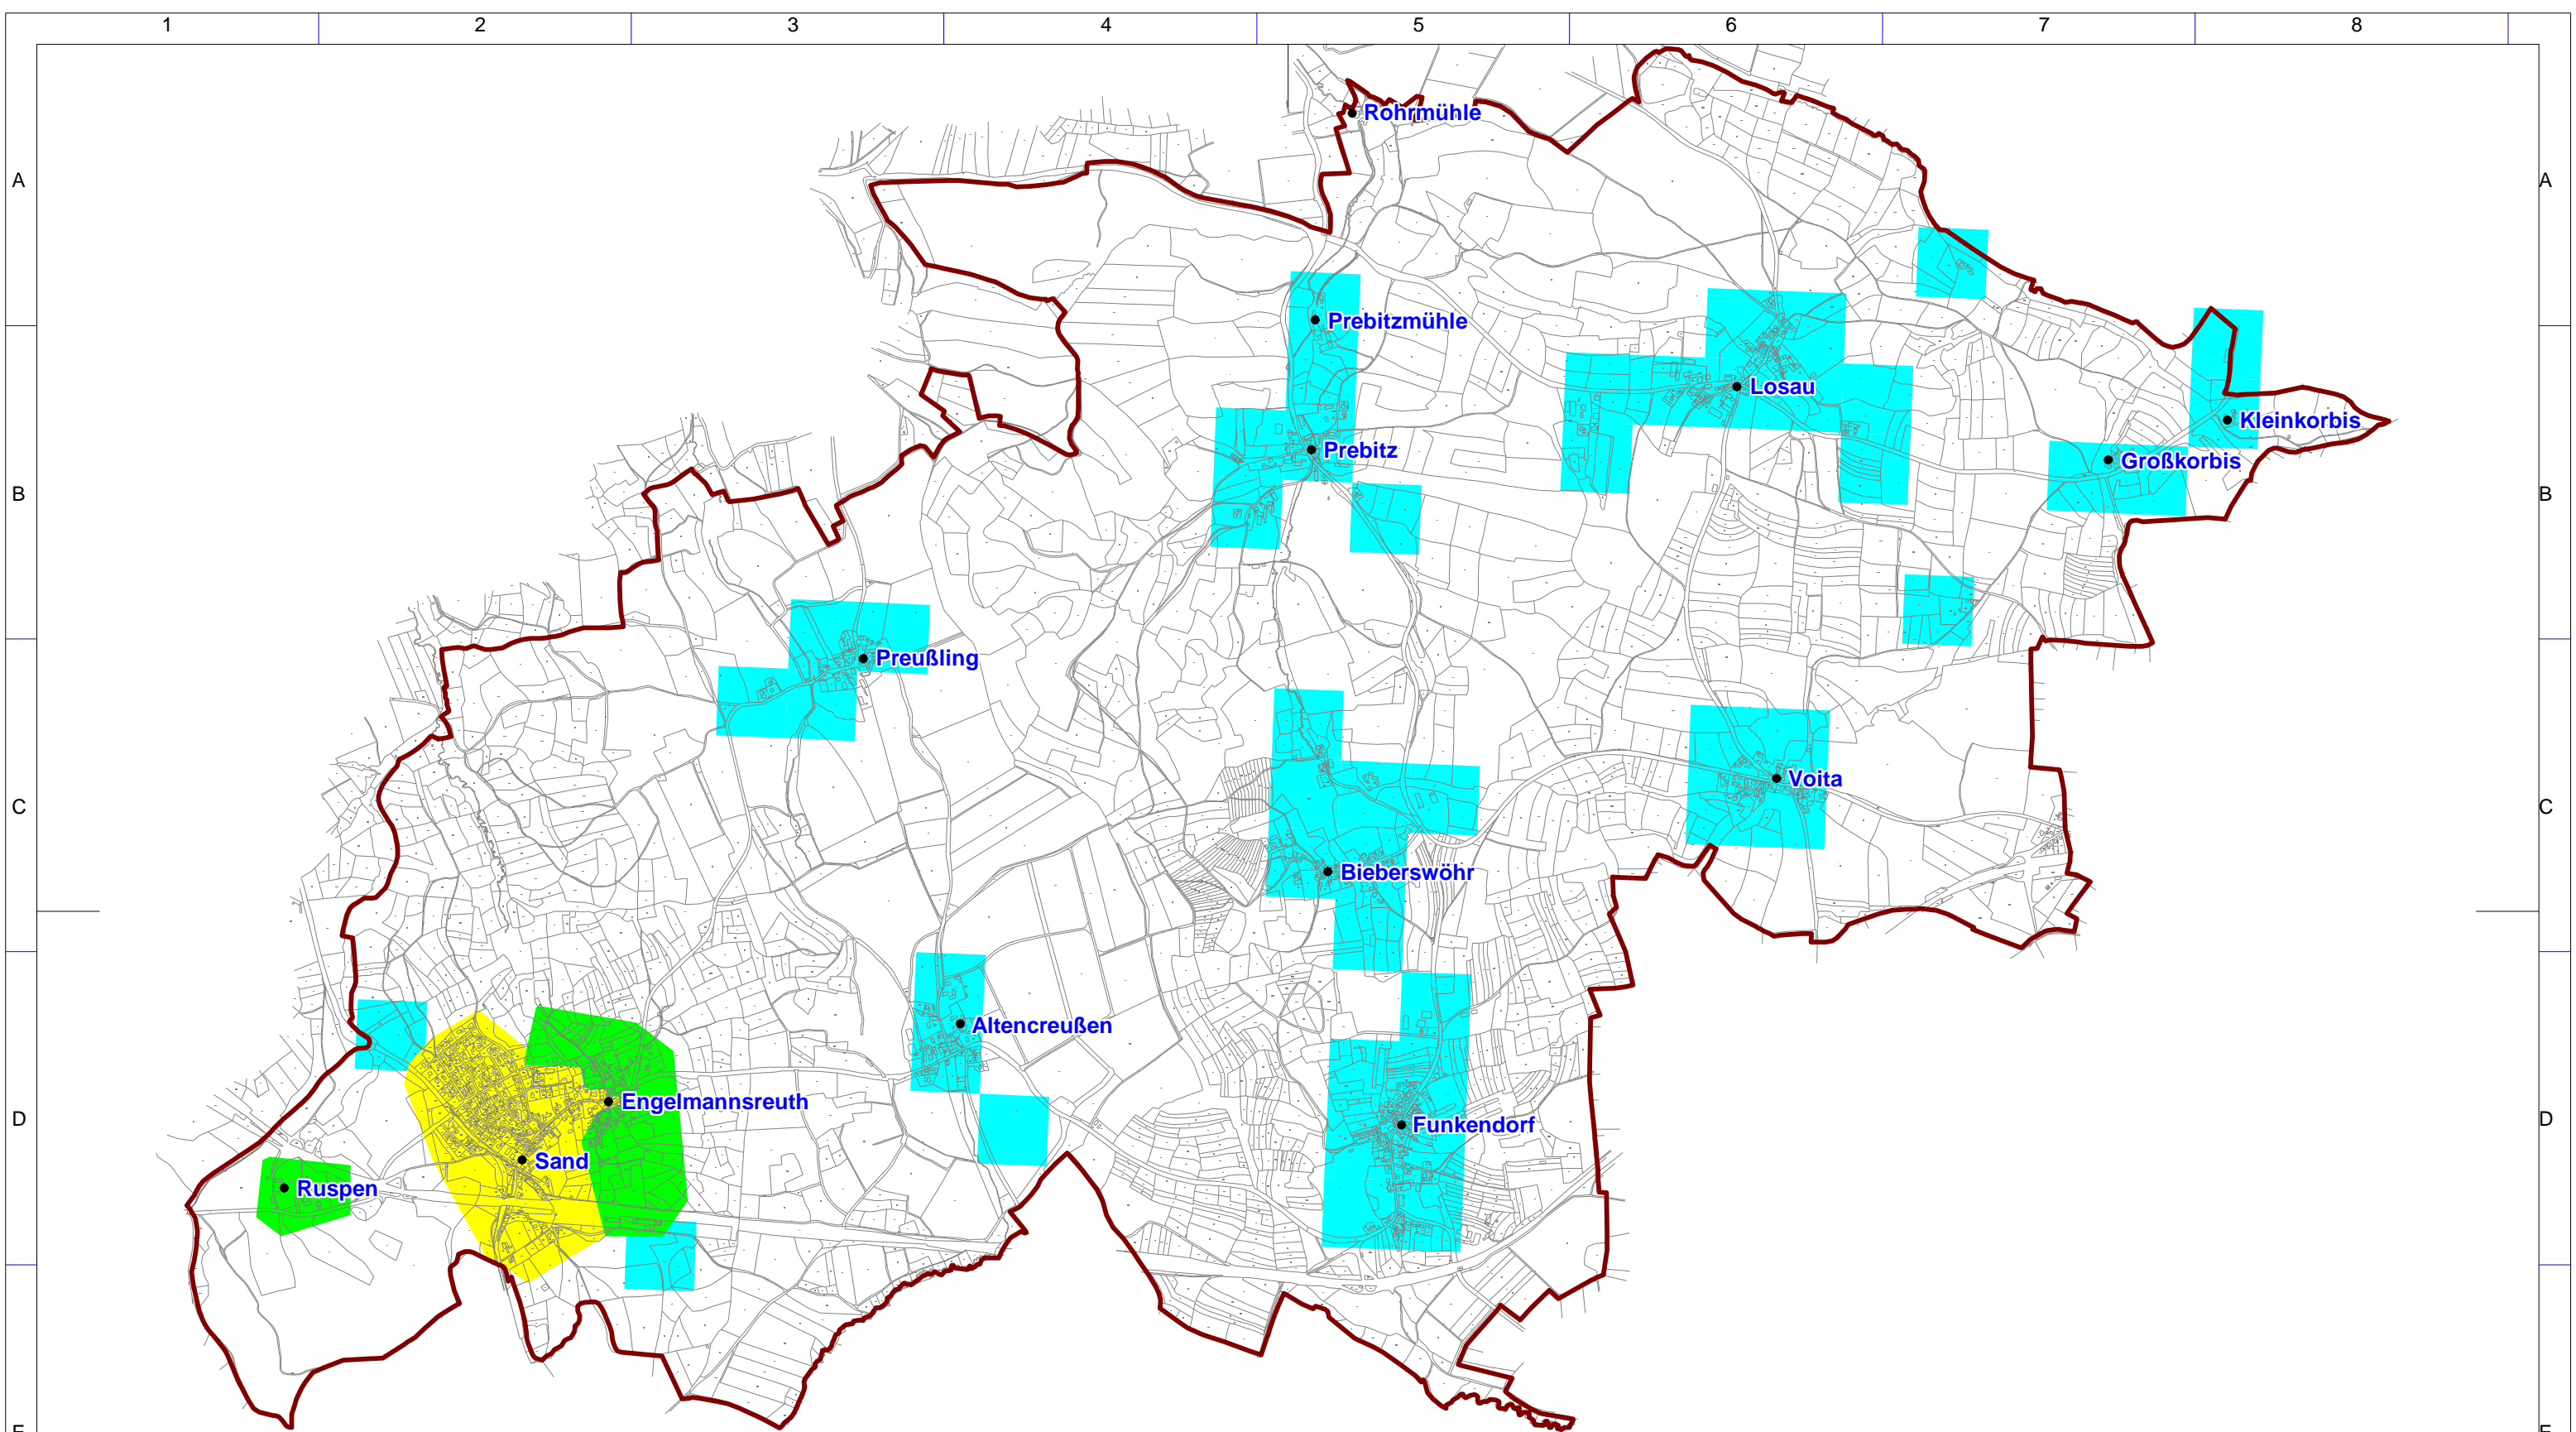 1 2 3 4 5 6 7 8
Rohrmühle
A A
Prebitzmühle
Losau
Kleinkorbis
Prebitz
Großkorbis
B B
Preußling
Voita
C C
Bieberswöhr
Altencreußen
Engelmannsreuth
D D
Funkendorf
Sand
Ruspen